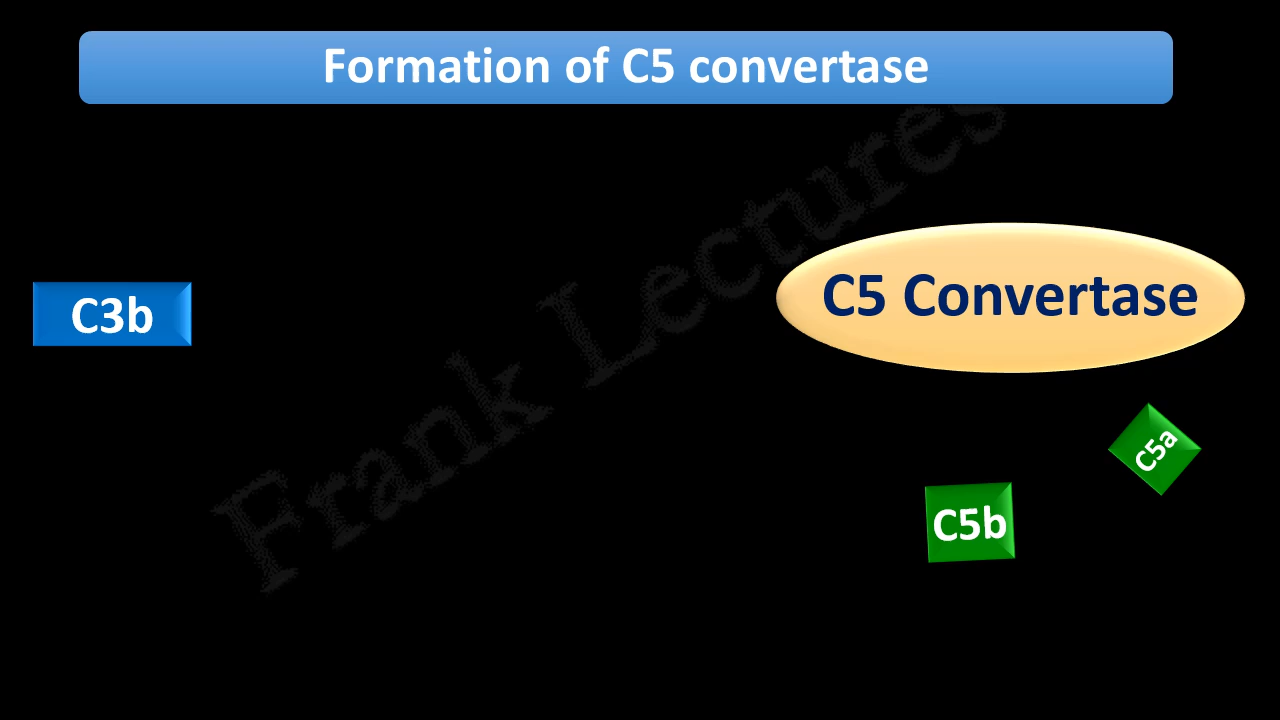 Formation of C5 convertase
Frank Lectures
C5 Convertase
C3b
C5a
C5b